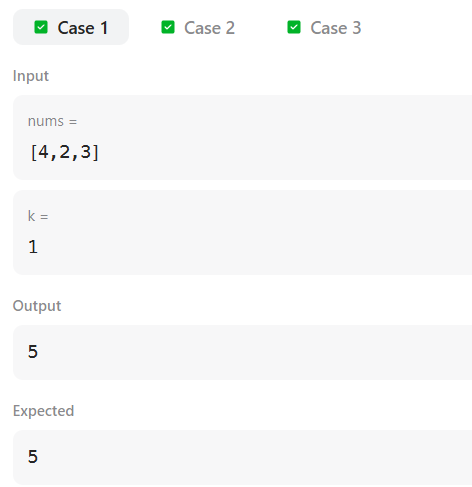 Case 1 Case 2 Case 3
Input
nums =
[4,2,3]
k =
1
Output
5
Expected
5